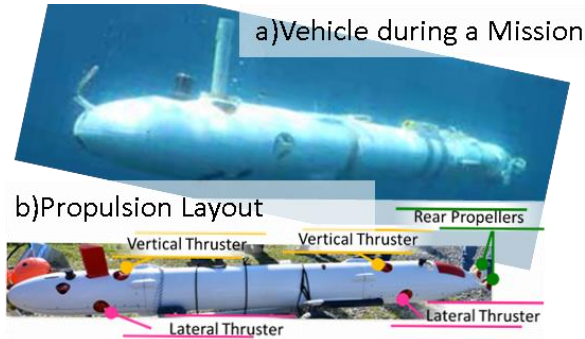 a)Vehicle during a Mission
b)Propulsion Layout
Rear Propellers
Vertical Thruster
Vertical Thruster
Lateral Thruster
Lateral Thruster